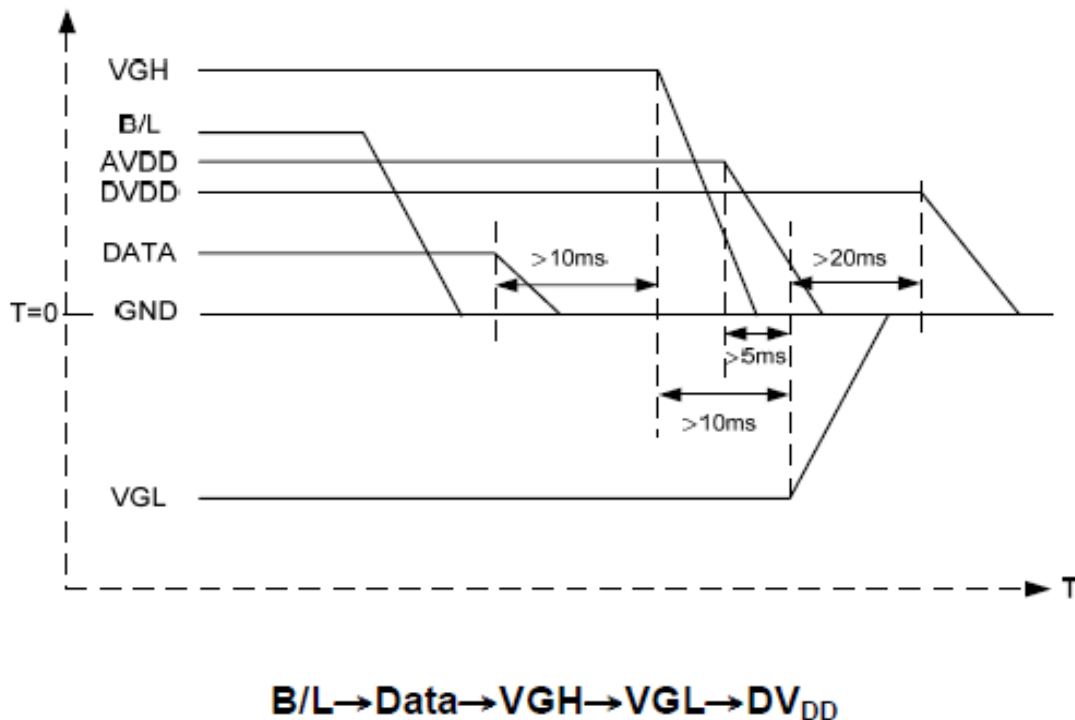 VGH
B/L
AVDD
DVDD
DATA
>10ms
>20ms
T=0
GND
>5ms
>10ms
VGL
T
B/L→Data→VGH→VGL→DVDD